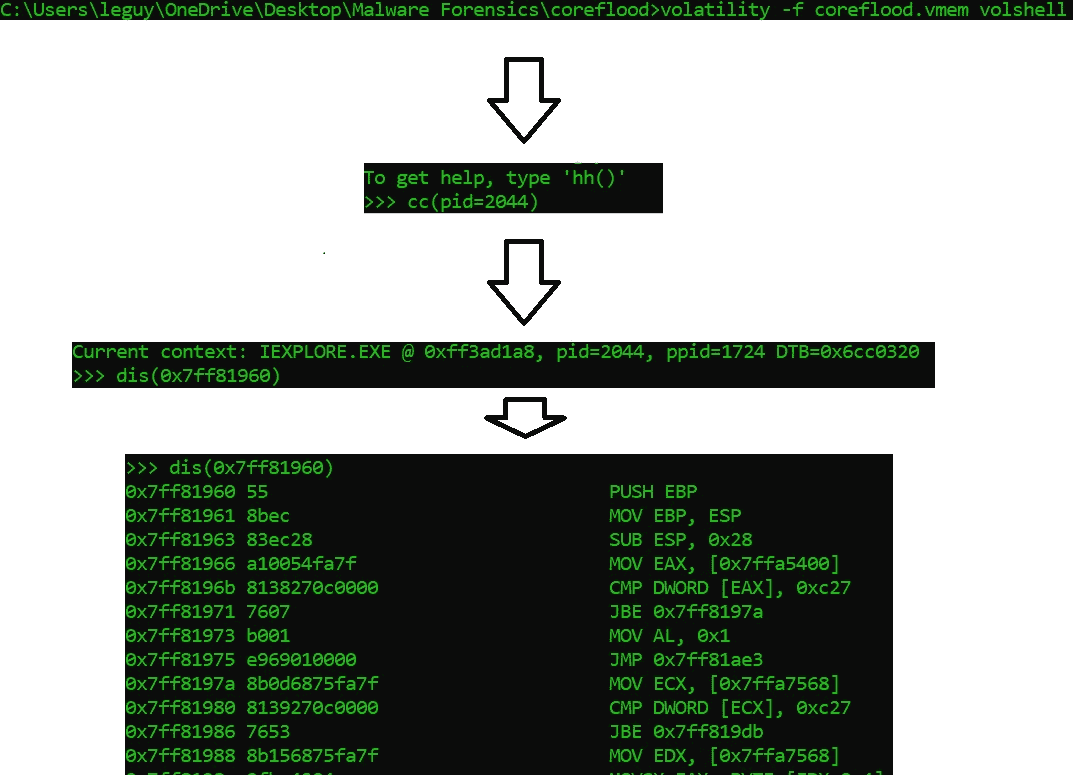 C:\Users\leguy\OneDrive\Desktop\Malware Forensics\coreflood>volatility -f coreflood.vmem volshell
To get help, type 'hh()'
>>> cc(pid=2044)
Current context: IEXPLORE.EXE @ 0xff3ad1a8, pid=2044, ppid=1724 DTB=0x6cc0320
>>> dis(0x7ff81960)
>>> dis(0x7ff81960)
0x7ff81960 55 PUSH EBP
0x7ff81961 8bec MOV EBP, ESP
0x7ff81963 83ec28 SUB ESP, 0x28
0x7ff81966 a10054fa7f MOV EAX, [0x7ffa5400]
0x7ff8196b 8138270c0000 CMP DWORD [EAX], 0xc27
0x7ff81971 7607 JBE 0x7ff8197a
0x7ff81973 b001 MOV AL, 0x1
0x7ff81975 e969010000 JMP 0x7ff81ae3
0x7ff8197a 8b0d6875fa7f MOV ECX, [0x7ffa7568]
0x7ff81980 8139270c0000 CMP DWORD [ECX], 0xc27
0x7ff81986 7653 JBE 0x7ff819db
0x7ff81988 8b156875fa7f MOV EDX, [0x7ffa7568]